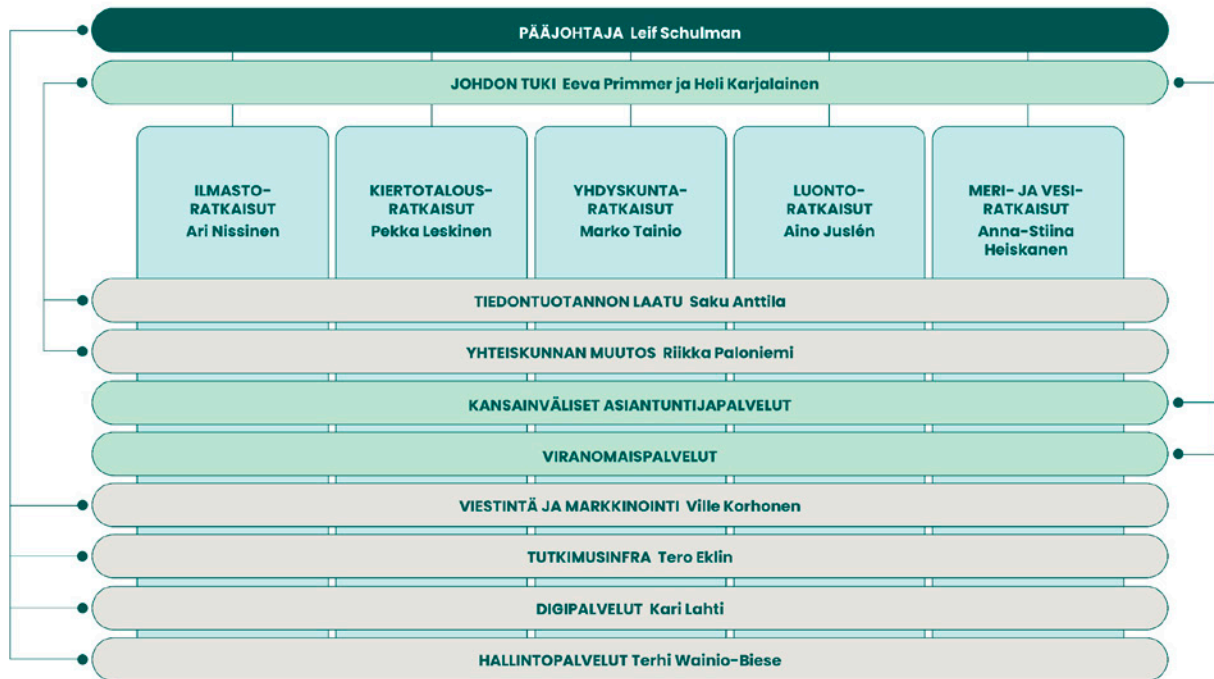 PÄÄJOHTAJA Leif Schulman
JOHDON TUKI Eeva Primmer ja Heli Karjalainen
ILMASTO-
RATKAISUT
Ari Nissinen
KIERTOTALOUS-
RATKAISUT
Pekka Leskinen
YHDYSKUNTA-
RATKAISUT
Marko Tainio
LUONTO-
RATKAISUT
Aino Juslén
MERI- JA VESI-
RATKAISUT
Anna-Stiina
Heiskanen
TIEDONTUOTANNON LAATU Saku Anttila
YHTEISKUNNAN MUUTOS Riikka Paloniemi
KANSAINVÄLISET ASIANTUNTIJAPALVELUT
VIRANOMAISPALVELUT
VIESTINTÄ JA MARKKINOINTI Ville Korhonen
TUTKIMUSINFRA Tero Eklin
DIGIPALVELUT Kari Lahti
HALLINTOPALVELUT Terhi Wainio-Biese